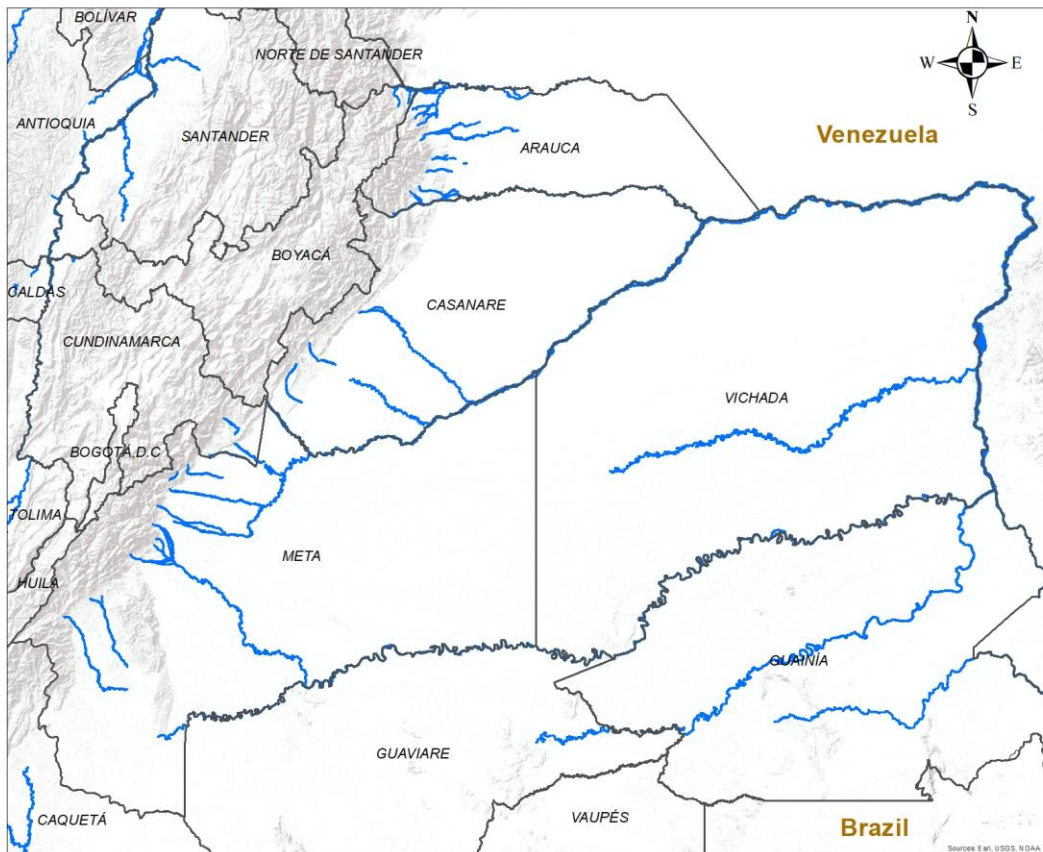 BOLÍVAR
N
NORTE DE SANTANDER
W
E
S
ANTIOQUIA
SANTANDER
ARAUCA
Venezuela
BOYACÁ
CALDAS
CASANARE
CUNDINAMARCA
VICHADA
BOGOTÁ,D.C
TOLIMA
META
HUILA
GUAINÍA
GUAVIARE
CAQUETÁ
VAUPÉS
Brazil
Sources: Esri, USGS, NOAA